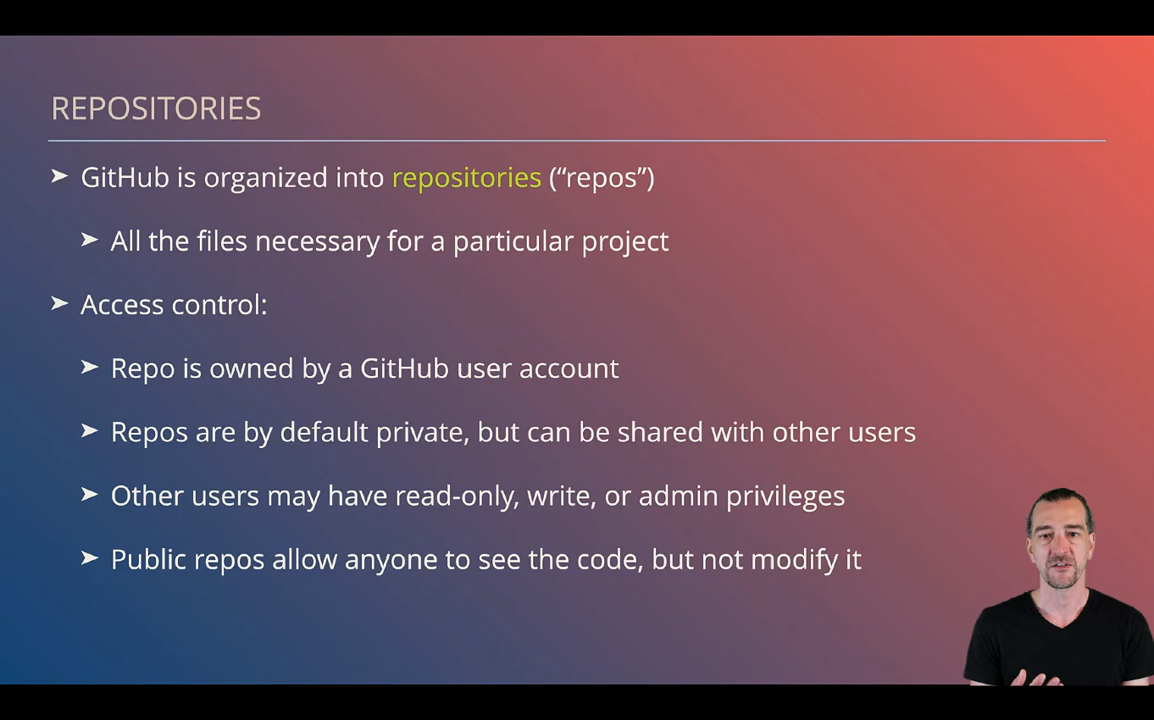 REPOSITORIES
➤ GitHub is organized into repositories (“repos”)
➤ All the files necessary for a particular project
➤ Access control:
➤ Repo is owned by a GitHub user account
➤ Repos are by default private, but can be shared with other users
➤ Other users may have read-only, write, or admin privileges
➤ Public repos allow anyone to see the code, but not modify it